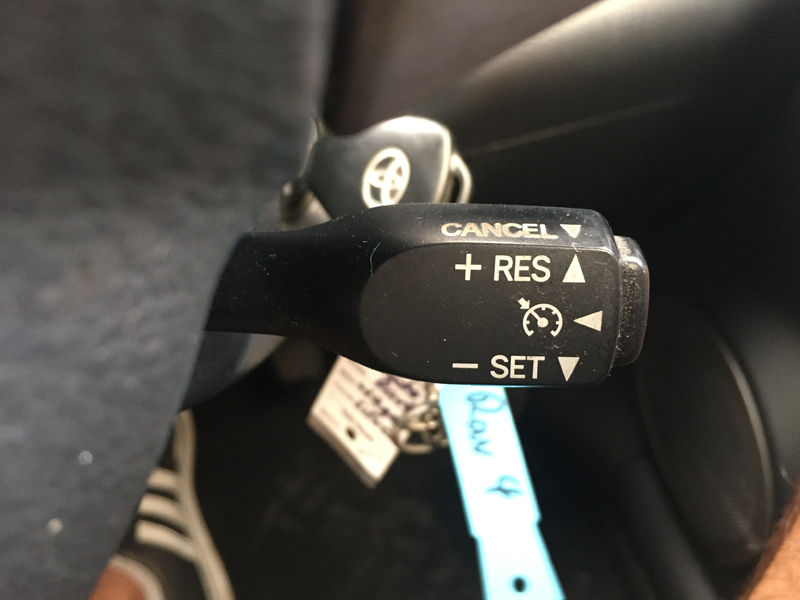 CANCEL ▼
+ RES ▲
◀
− SET ▼
Rav 4